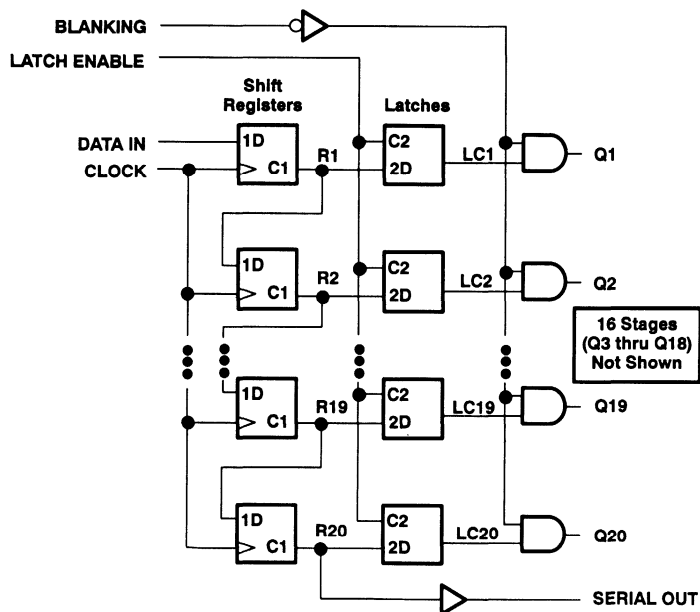 BLANKING
LATCH ENABLE
Shift
Registers
Latches
DATA IN
CLOCK
1D
C1
R1
C2
2D
LC1
Q1
1D
C1
R2
C2
2D
LC2
Q2
16 Stages
(Q3 thru Q18)
Not Shown
1D
C1
R19
C2
2D
LC19
Q19
1D
C1
R20
C2
2D
LC20
Q20
SERIAL OUT